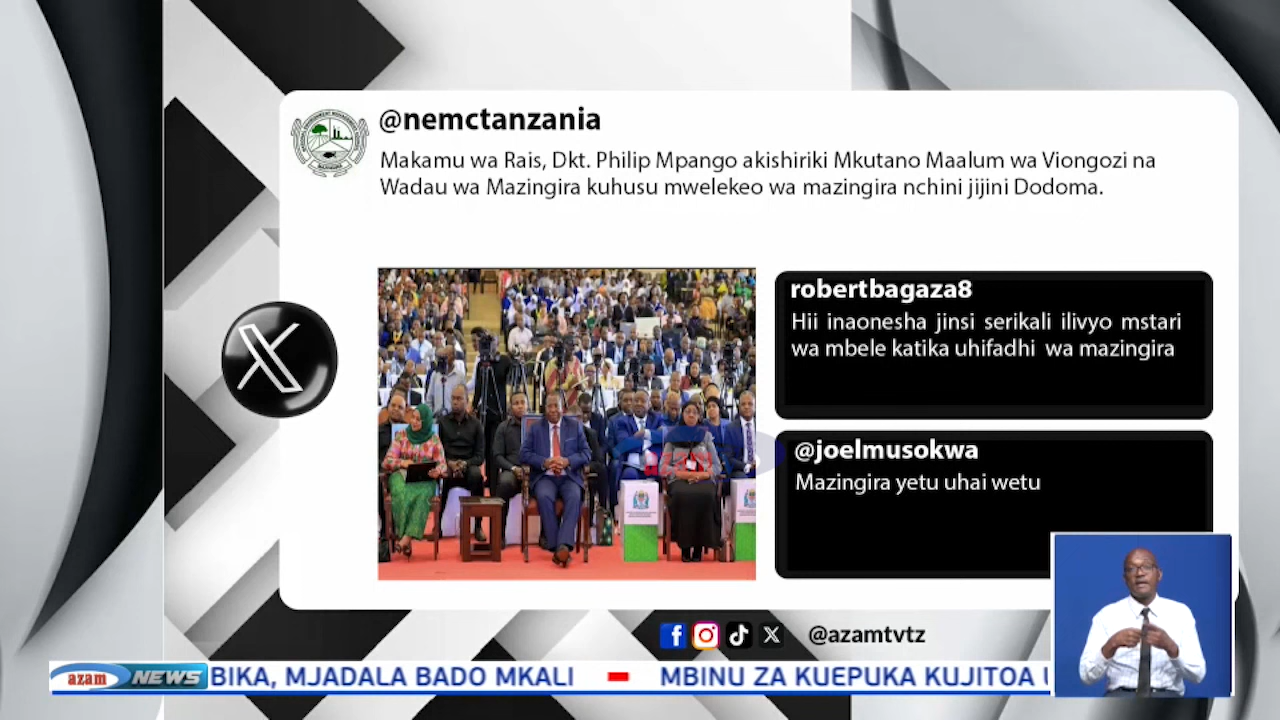 @nemctanzania
Makamu wa Rais, Dkt. Philip Mpango akishiriki Mkutano Maalum wa Viongozi na
Wadau wa Mazingira kuhusu mwelekeo wa mazingira nchini jijini Dodoma.
robertbagaza8
Hii inaonesha jinsi serikali ilivyo mstari
wa mbele katika uhifadhi wa mazingira
@joelmusokwa
Mazingira yetu uhai wetu
azam
@azamtvtz
azam NEWS
BIKA, MJADALA BADO MKALI
MBINU ZA KUEPUKA KUJITOA